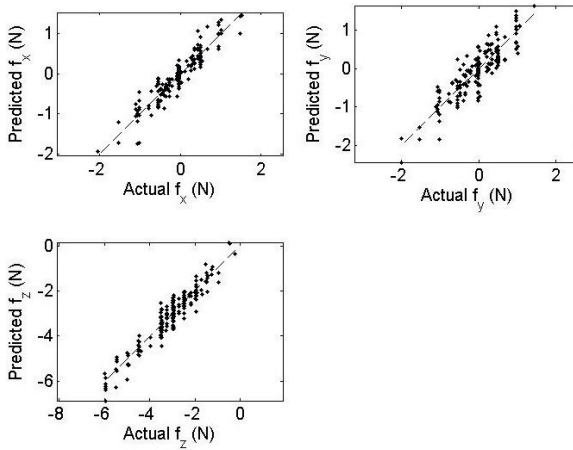 1
0
-1
-2
Predicted f_x (N)
-2 0 2
Actual f_x (N)
1
0
-1
-2
Predicted f_y (N)
-2 0 2
Actual f_y (N)
0
-2
-4
-6
Predicted f_z (N)
-8 -6 -4 -2 0
Actual f_z (N)